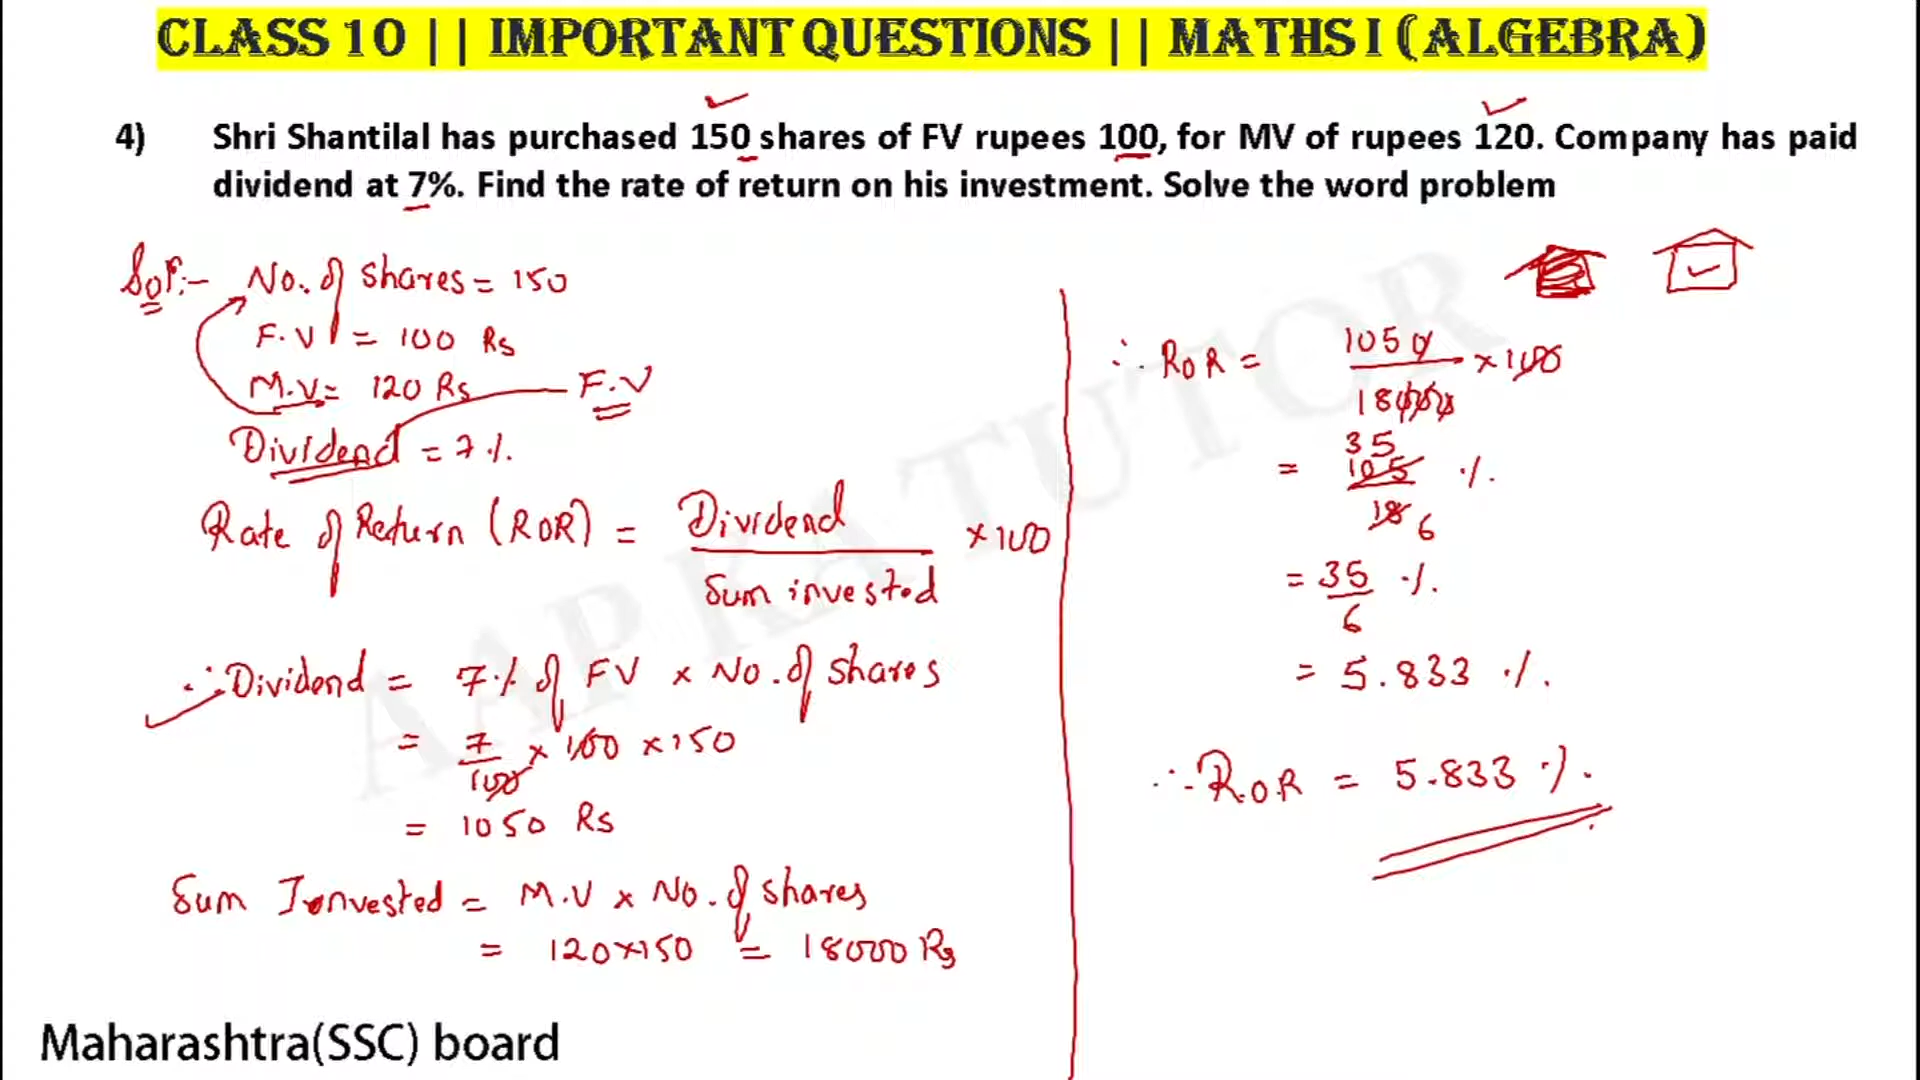 CLASS 10 || IMPORTANT QUESTIONS || MATHS I (ALGEBRA)
4) Shri Shantilal has purchased 150 shares of FV rupees 100, for MV of rupees 120. Company has paid
dividend at 7%. Find the rate of return on his investment. Solve the word problem
Sol:- No. of shares = 150
F.V = 100 Rs
M.V = 120 Rs
F.V
Dividend = 7%.
Rate of Return (ROR) = Dividend / Sum invested × 100
∴ Dividend = 7% of FV × No. of shares
= 7/100 × 100 × 150
= 1050 Rs
Sum Invested = M.V × No. of shares
= 120×150 = 18000 Rs
∴ ROR = 1050/18000 × 100
35
= 105/18 %.
6
= 35/6 %.
= 5.833 %.
∴ ROR = 5.833 %.
AAP KA TUTOR
Maharashtra(SSC) board